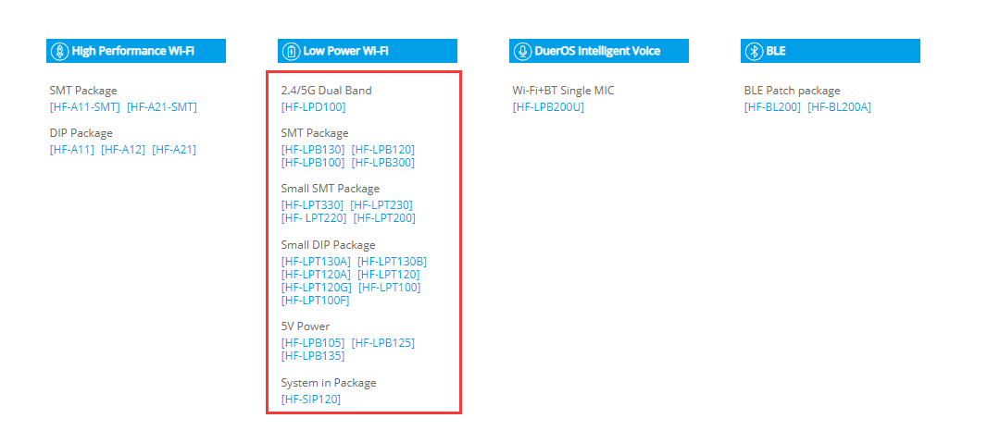 High Performance Wi-Fi
SMT Package
[HF-A11-SMT] [HF-A21-SMT]
DIP Package
[HF-A11] [HF-A12] [HF-A21]
Low Power Wi-Fi
2.4/5G Dual Band
[HF-LPD100]
SMT Package
[HF-LPB130] [HF-LPB120]
[HF-LPB100] [HF-LPB300]
Small SMT Package
[HF-LPT330] [HF-LPT230]
[HF- LPT220] [HF-LPT200]
Small DIP Package
[HF-LPT130A] [HF-LPT130B]
[HF-LPT120A] [HF-LPT120]
[HF-LPT120G] [HF-LPT100]
[HF-LPT100F]
5V Power
[HF-LPB105] [HF-LPB125]
[HF-LPB135]
System in Package
[HF-SIP120]
DuerOS Intelligent Voice
Wi-Fi+BT Single MIC
[HF-LPB200U]
BLE
BLE Patch package
[HF-BL200] [HF-BL200A]